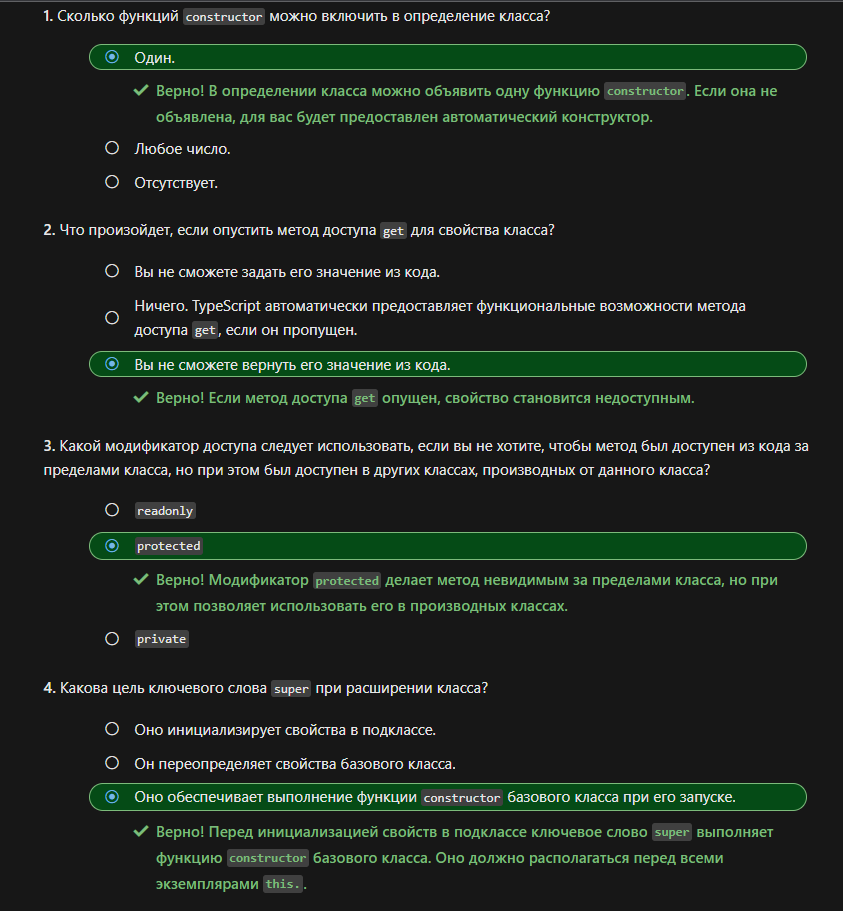 1. Сколько функций constructor можно включить в определение класса?
Один.
Верно! В определении класса можно объявить одну функцию constructor. Если она не
объявлена, для вас будет предоставлен автоматический конструктор.
Любое число.
Отсутствует.
2. Что произойдет, если опустить метод доступа get для свойства класса?
Вы не сможете задать его значение из кода.
Ничего. TypeScript автоматически предоставляет функциональные возможности метода
доступа get, если он пропущен.
Вы не сможете вернуть его значение из кода.
Верно! Если метод доступа get опущен, свойство становится недоступным.
3. Какой модификатор доступа следует использовать, если вы не хотите, чтобы метод был доступен из кода за
пределами класса, но при этом был доступен в других классах, производных от данного класса?
readonly
protected
Верно! Модификатор protected делает метод невидимым за пределами класса, но при
этом позволяет использовать его в производных классах.
private
4. Какова цель ключевого слова super при расширении класса?
Оно инициализирует свойства в подклассе.
Он переопределяет свойства базового класса.
Оно обеспечивает выполнение функции constructor базового класса при его запуске.
Верно! Перед инициализацией свойств в подклассе ключевое слово super выполняет
функцию constructor базового класса. Оно должно располагаться перед всеми
экземплярами this..